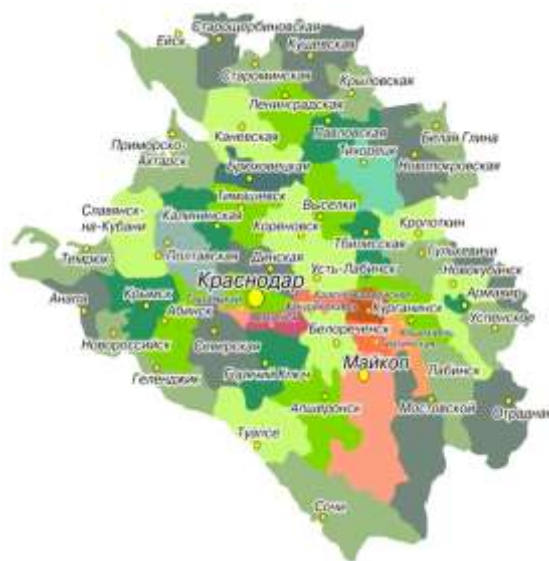 Старощербиновская
Ейск
Кущевская
Староминская
Крыловская
Ленинградская
Каневская
Павловская
Белая Глина
Тихорецк
Приморско-
Ахтарск
Новопокровская
Брюховецкая
Тимашевск
Выселки
Славянск-
на-Кубани
Калининская
Кореновск
Кропоткин
Тбилисская
Гулькевичи
Темрюк
Полтавская
Динская
Усть-Лабинск
Новокубанск
Краснодар
Анапа
Крымск
Армавир
Абинск
Курганинск
Успенское
Новороссийск
Северская
Белореченск
Геленджик
Горячий Ключ
Майкоп
Лабинск
Апшеронск
Мостовской
Отрадная
Туапсе
Сочи